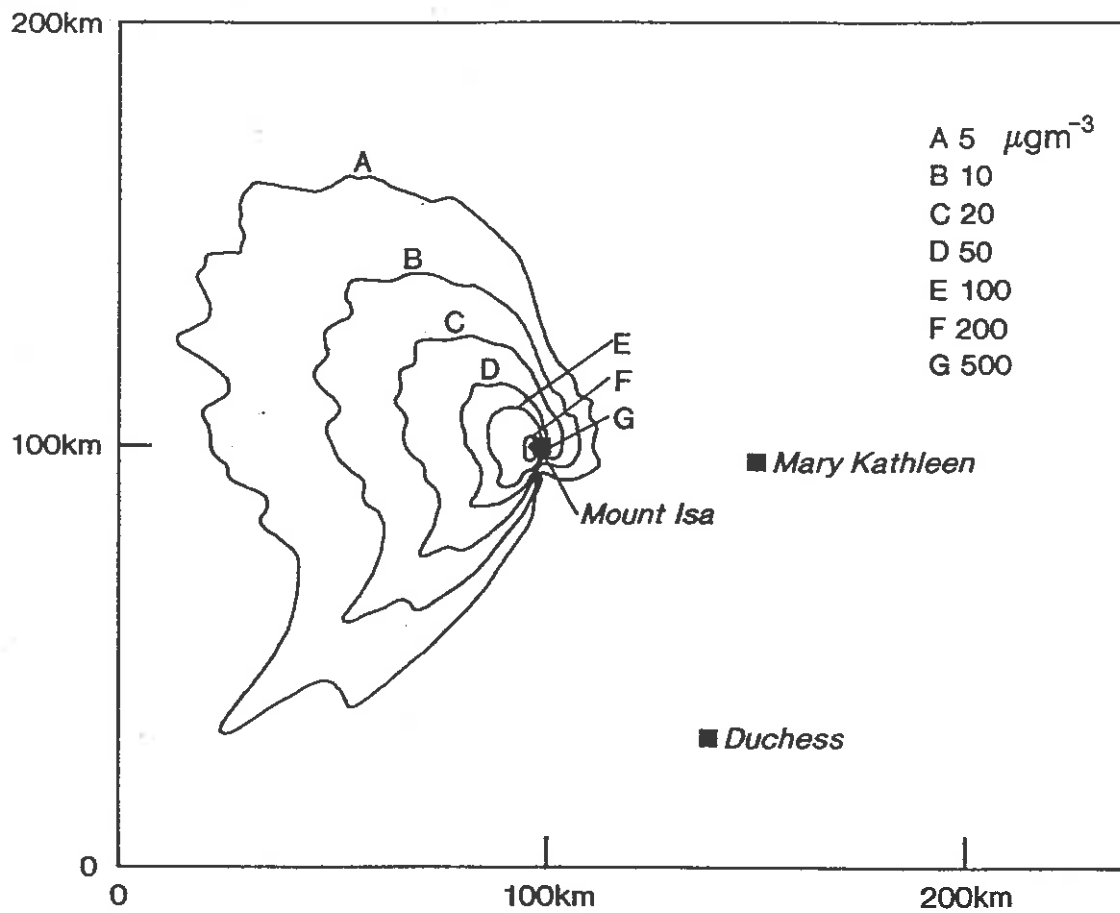 200km
A 5 μgm⁻³
B 10
C 20
D 50
E 100
F 200
G 500
A
B
C
E
D
F
G
100km
Mary Kathleen
Mount Isa
Duchess
0
0
100km
200km